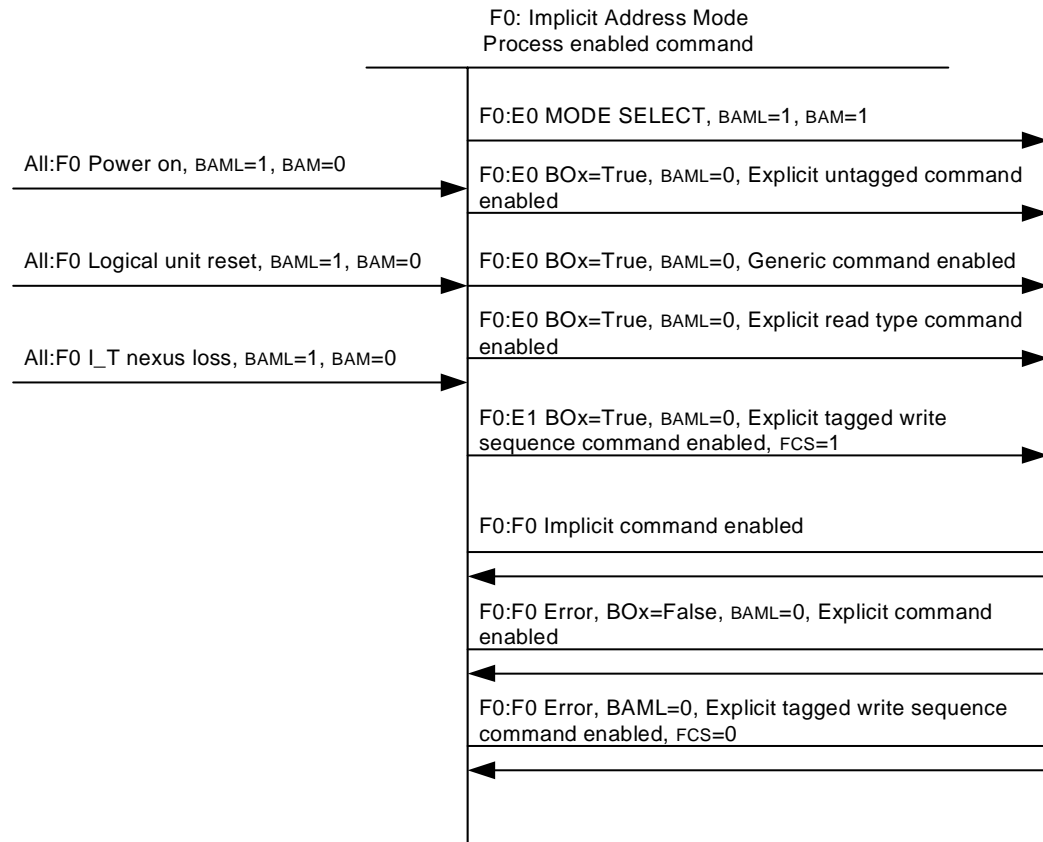 F0: Implicit Address Mode
Process enabled command
F0:E0 MODE SELECT, BAML=1, BAM=1
All:F0 Power on, BAML=1, BAM=0
F0:E0 BOx=True, BAML=0, Explicit untagged command
enabled
All:F0 Logical unit reset, BAML=1, BAM=0
F0:E0 BOx=True, BAML=0, Generic command enabled
F0:E0 BOx=True, BAML=0, Explicit read type command
enabled
All:F0 I_T nexus loss, BAML=1, BAM=0
F0:E1 BOx=True, BAML=0, Explicit tagged write
sequence command enabled, FCS=1
F0:F0 Implicit command enabled
F0:F0 Error, BOx=False, BAML=0, Explicit command
enabled
F0:F0 Error, BAML=0, Explicit tagged write sequence
command enabled, FCS=0